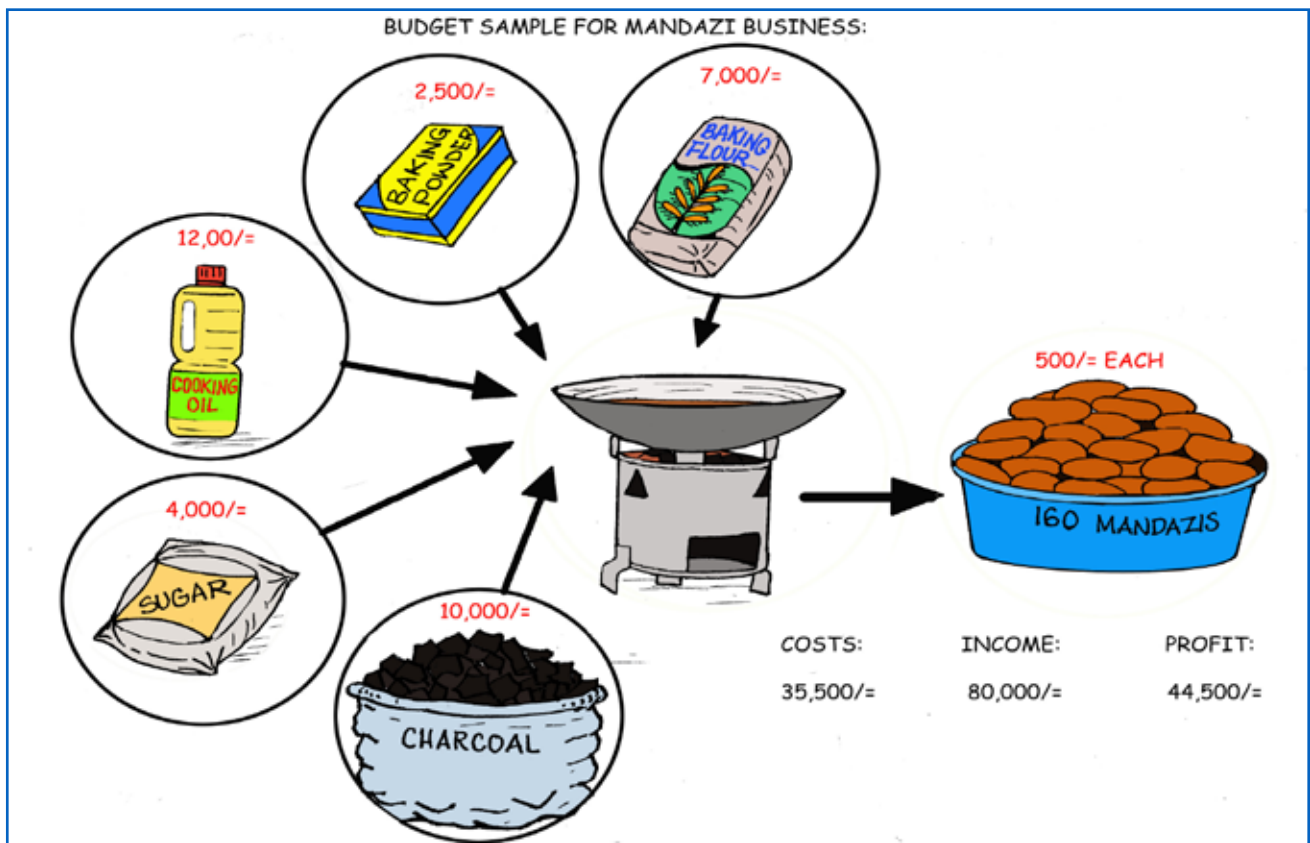 BUDGET SAMPLE FOR MANDAZI BUSINESS:
2,500/=
BAKING
POWDER
7,000/=
BAKING
FLOUR
12,00/=
COOKING
OIL
4,000/=
SUGAR
10,000/=
CHARCOAL
500/= EACH
160 MANDAZIS
COSTS: INCOME: PROFIT:
35,500/= 80,000/= 44,500/=